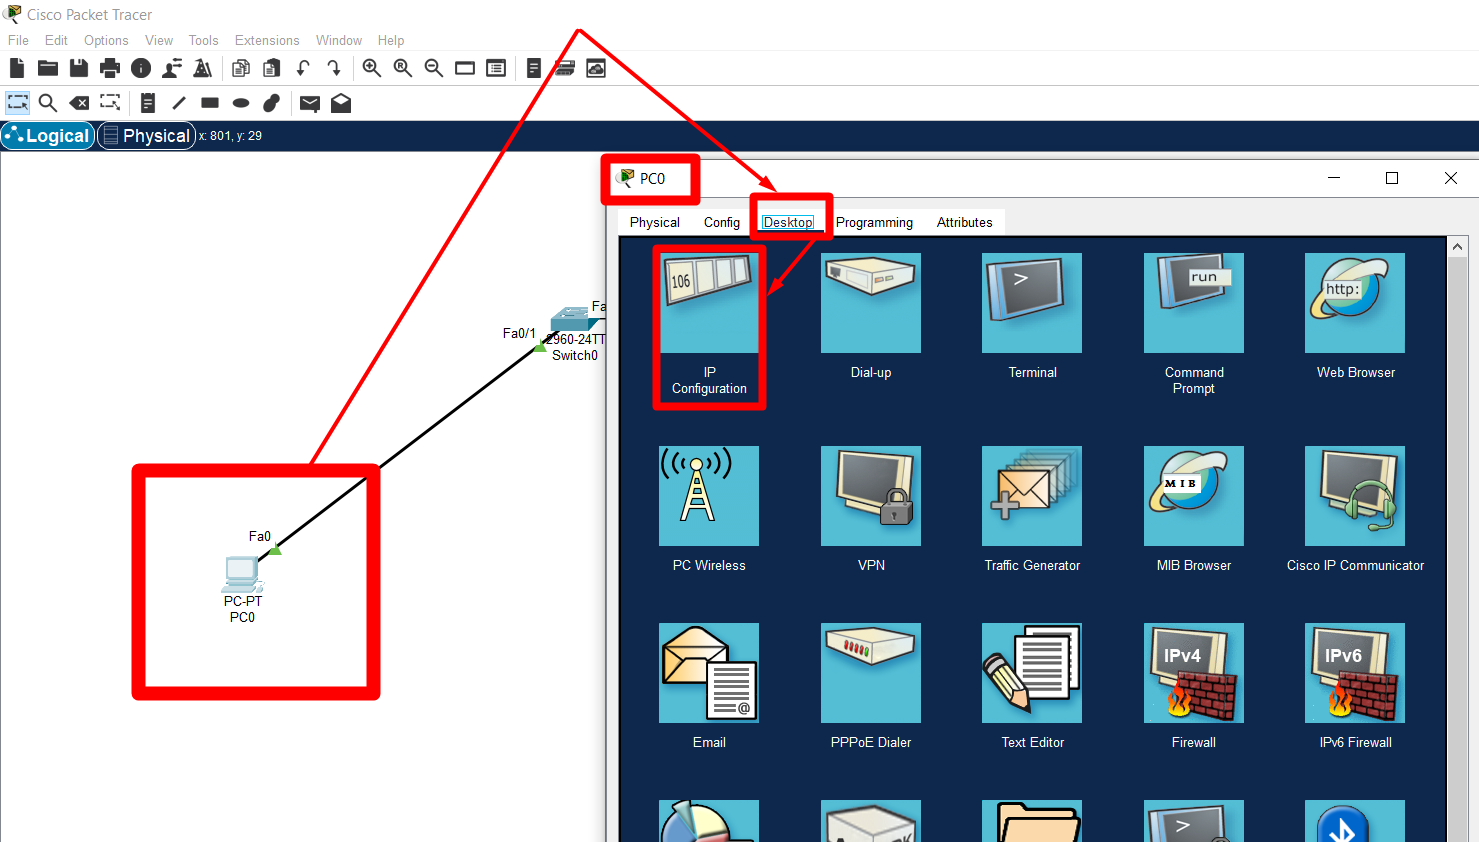 Cisco Packet Tracer
File Edit Options View Tools Extensions Window Help
Logical Physical x: 801, y: 29
PC0
Physical Config Desktop Programming Attributes
106
>
run
http:
IP
Configuration
Dial-up
Terminal
Command
Prompt
Web Browser
Fa
Fa0/1
2960-24TT
Switch0
MIB
PC Wireless
VPN
Traffic Generator
MIB Browser
Cisco IP Communicator
Fa0
PC-PT
PC0
@
IPv4
IPv6
Email
PPPoE Dialer
Text Editor
Firewall
IPv6 Firewall
>